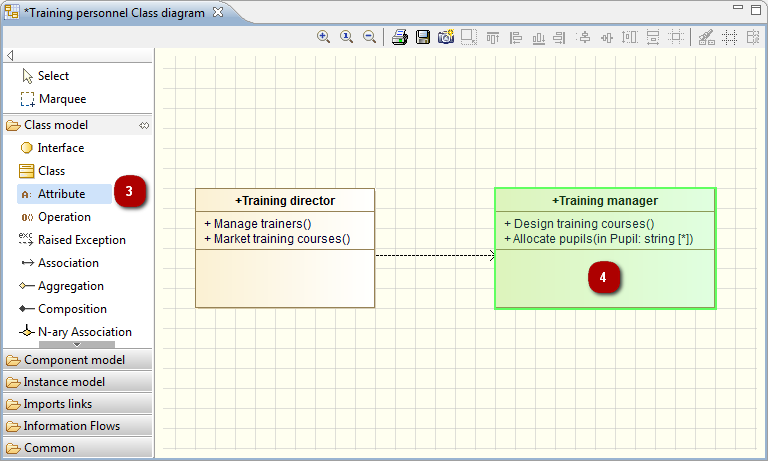 *Training personnel Class diagram
Select
Marquee
Class model
Interface
Class
A: Attribute
3
O() Operation
exc Raised Exception
Association
Aggregation
Composition
N-ary Association
Component model
Instance model
Imports links
Information Flows
Common
+Training director
+ Manage trainers()
+ Market training courses()
+Training manager
+ Design training courses()
+ Allocate pupils(in Pupil: string [*])
4